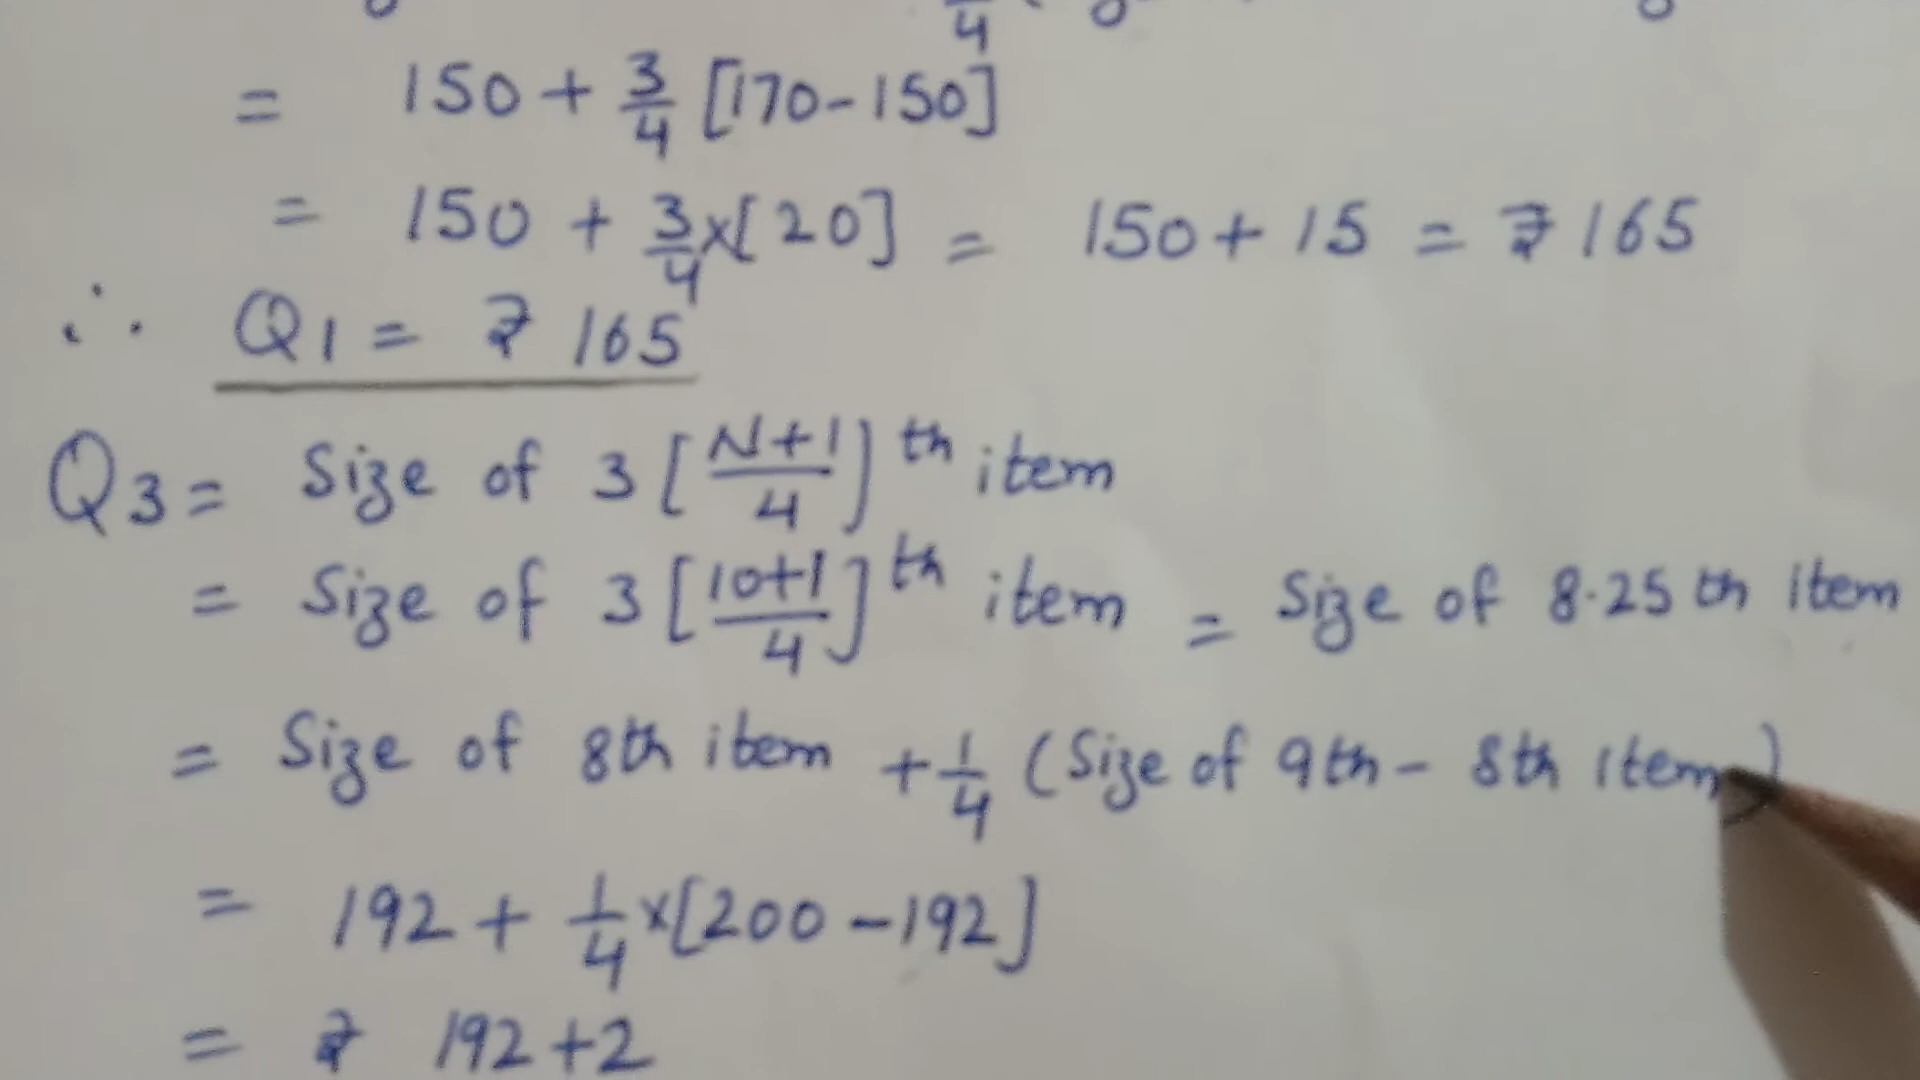 4
= 150 + 3/4 [170-150]
= 150 + 3/4 x[20] = 150 + 15 = ₹ 165
∴ Q1 = ₹ 165
Q3 = Size of 3 [N+1/4]th item
= Size of 3 [10+1/4]th item = Size of 8.25 th item
= Size of 8th item + 1/4 (Size of 9th - 8th item)
= 192 + 1/4 x[200 - 192]
= ₹ 192 + 2